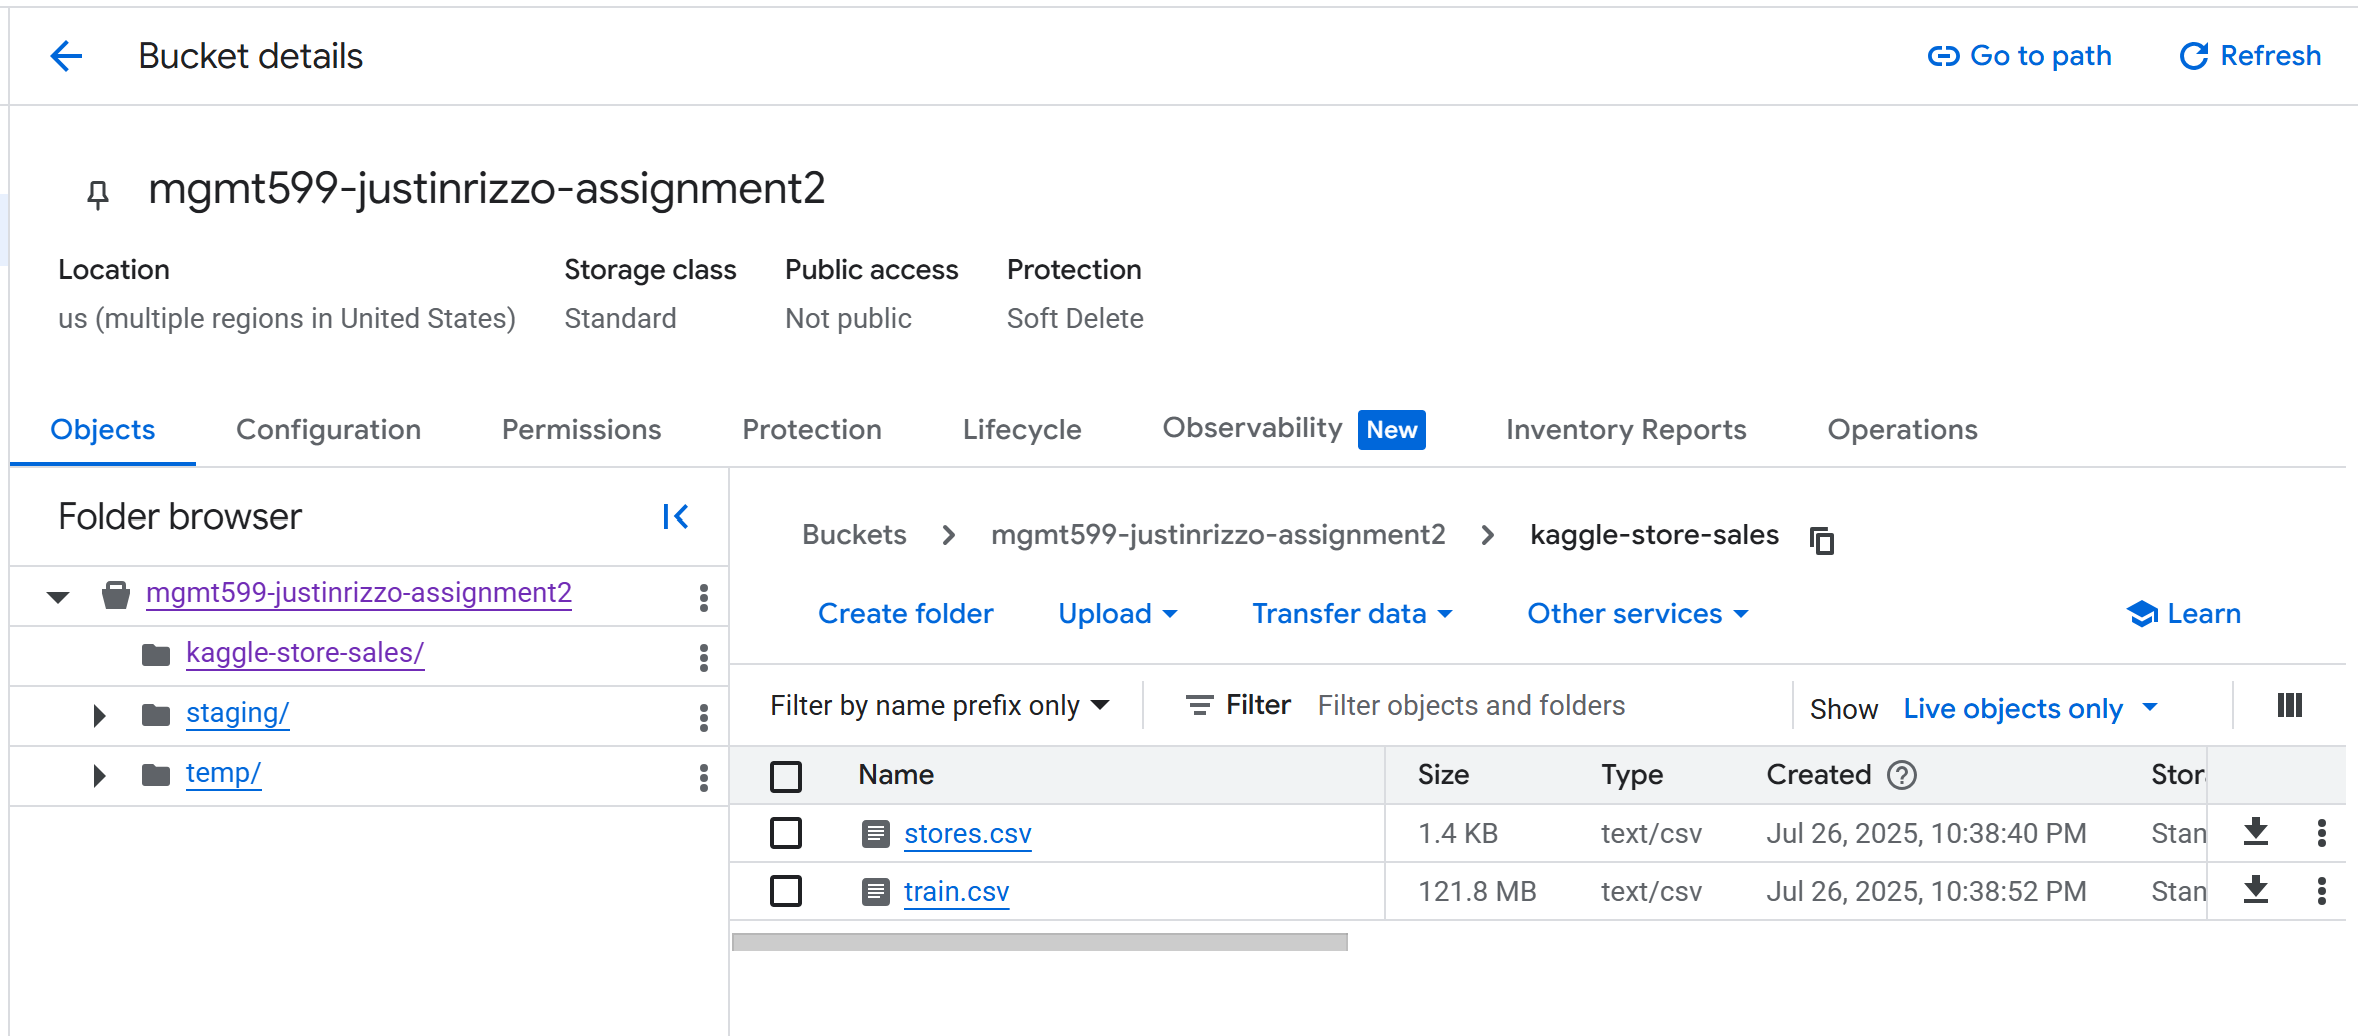 Bucket details
Go to path
Refresh
mgmt599-justinrizzo-assignment2
Location
Storage class
Public access
Protection
us (multiple regions in United States)
Standard
Not public
Soft Delete
Objects
Configuration
Permissions
Protection
Lifecycle
Observability New
Inventory Reports
Operations
Folder browser
mgmt599-justinrizzo-assignment2
kaggle-store-sales/
staging/
temp/
Buckets > mgmt599-justinrizzo-assignment2 > kaggle-store-sales
Create folder
Upload
Transfer data
Other services
Learn
Filter by name prefix only
Filter
Filter objects and folders
Show
Live objects only
Name
Size
Type
Created
Stor
stores.csv
1.4 KB
text/csv
Jul 26, 2025, 10:38:40 PM
Stan
train.csv
121.8 MB
text/csv
Jul 26, 2025, 10:38:52 PM
Stan